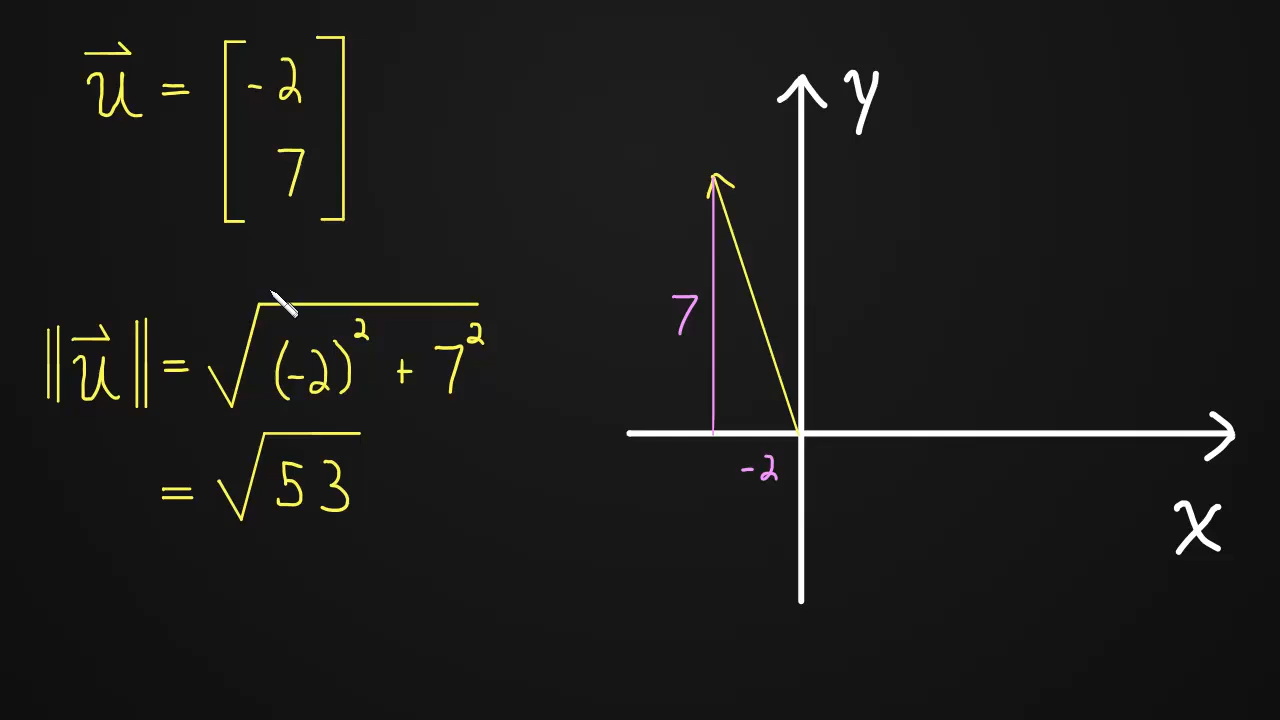 u⃗ = [-2
7]
‖u⃗‖ = √((-2)² + 7²)
= √53
y
7
-2
x